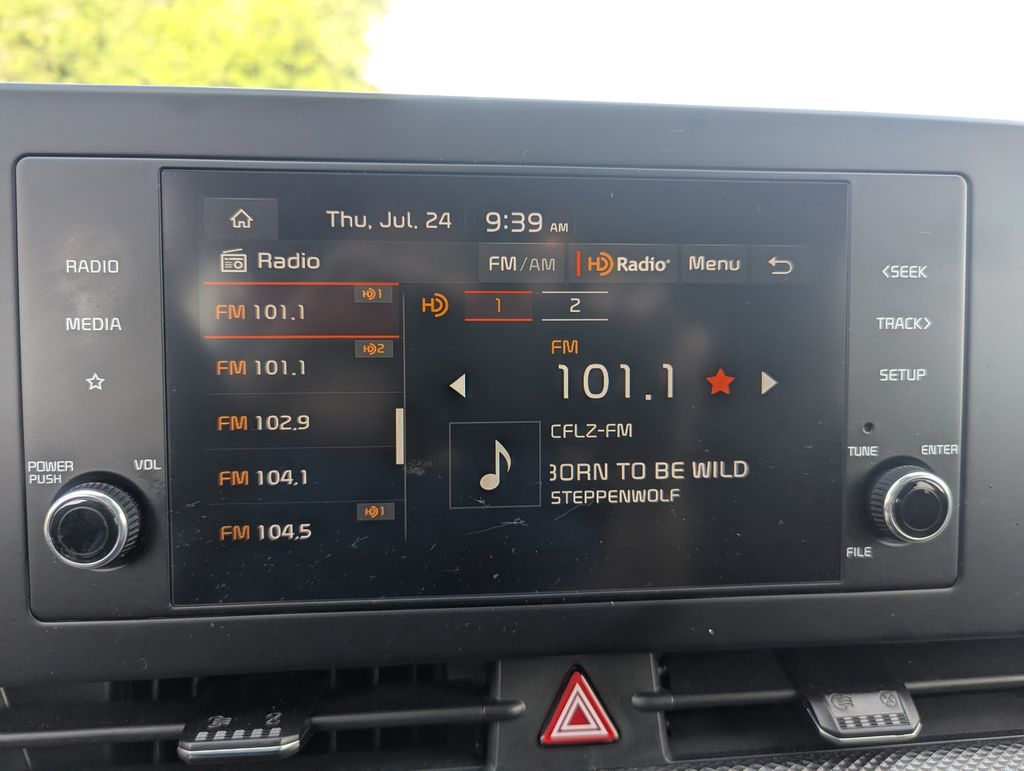 Thu, Jul. 24 9:39 AM
Radio FM/AM HD Radio Menu
RADIO
MEDIA
POWER PUSH
VOL
FM 101.1 HD1
FM 101.1 HD2
FM 102.9
FM 104.1
FM 104.5 HD1
HD 1 2
FM
101.1
CFLZ-FM
BORN TO BE WILD
STEPPENWOLF
<SEEK
TRACK>
SETUP
TUNE
ENTER
FILE